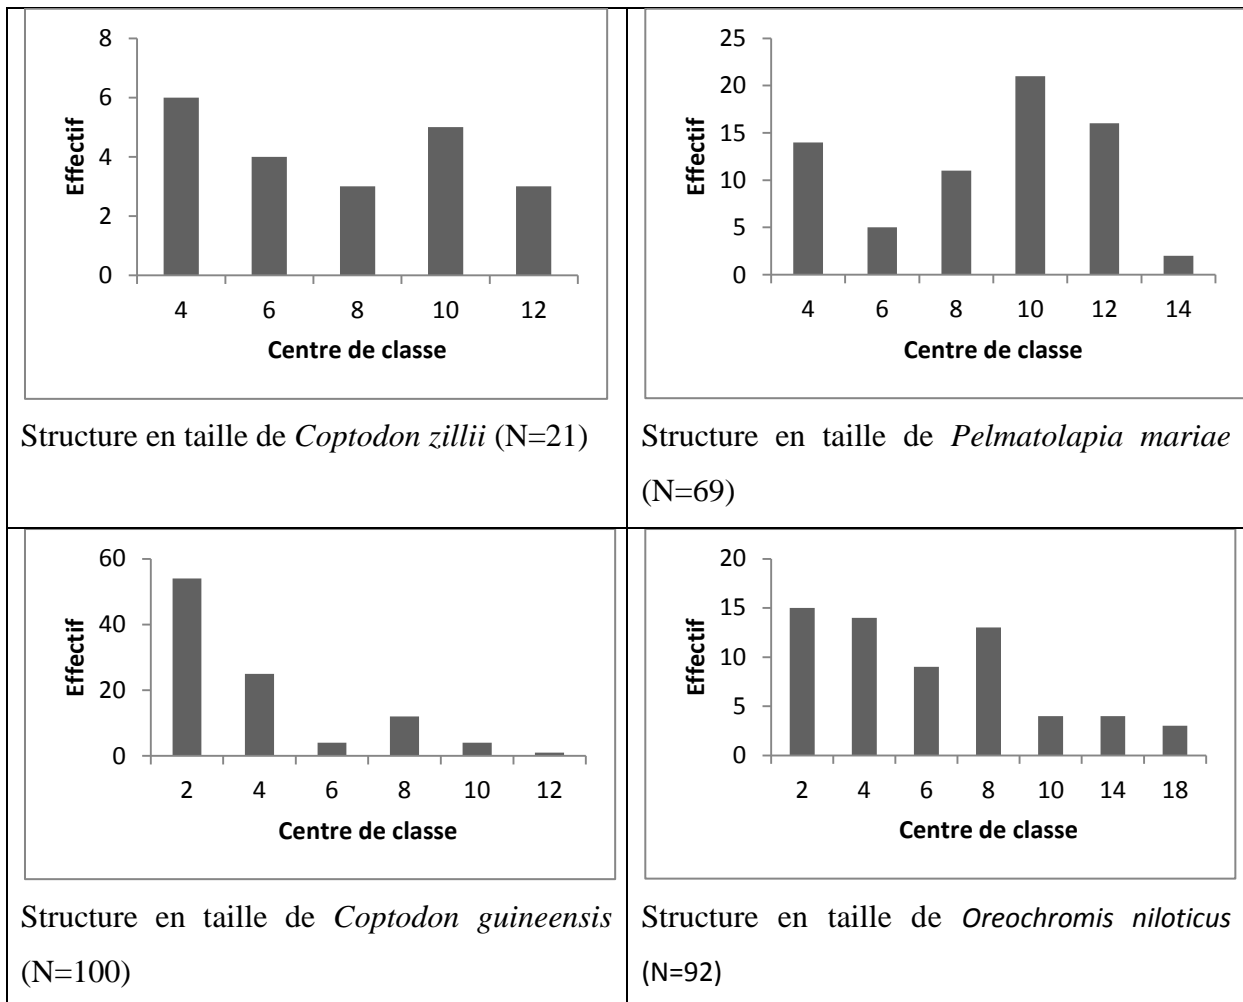 8
6
4
2
0
Effectif
4 6 8 10 12
Centre de classe
Structure en taille de Coptodon zillii (N=21)
25
20
15
10
5
0
Effectif
4 6 8 10 12 14
Centre de classe
Structure en taille de Pelmatolapia mariae
(N=69)
60
40
20
0
Effectif
2 4 6 8 10 12
Centre de classe
Structure en taille de Coptodon guineensis
(N=100)
20
15
10
5
0
Effectif
2 4 6 8 10 14 18
Centre de classe
Structure en taille de Oreochromis niloticus
(N=92)